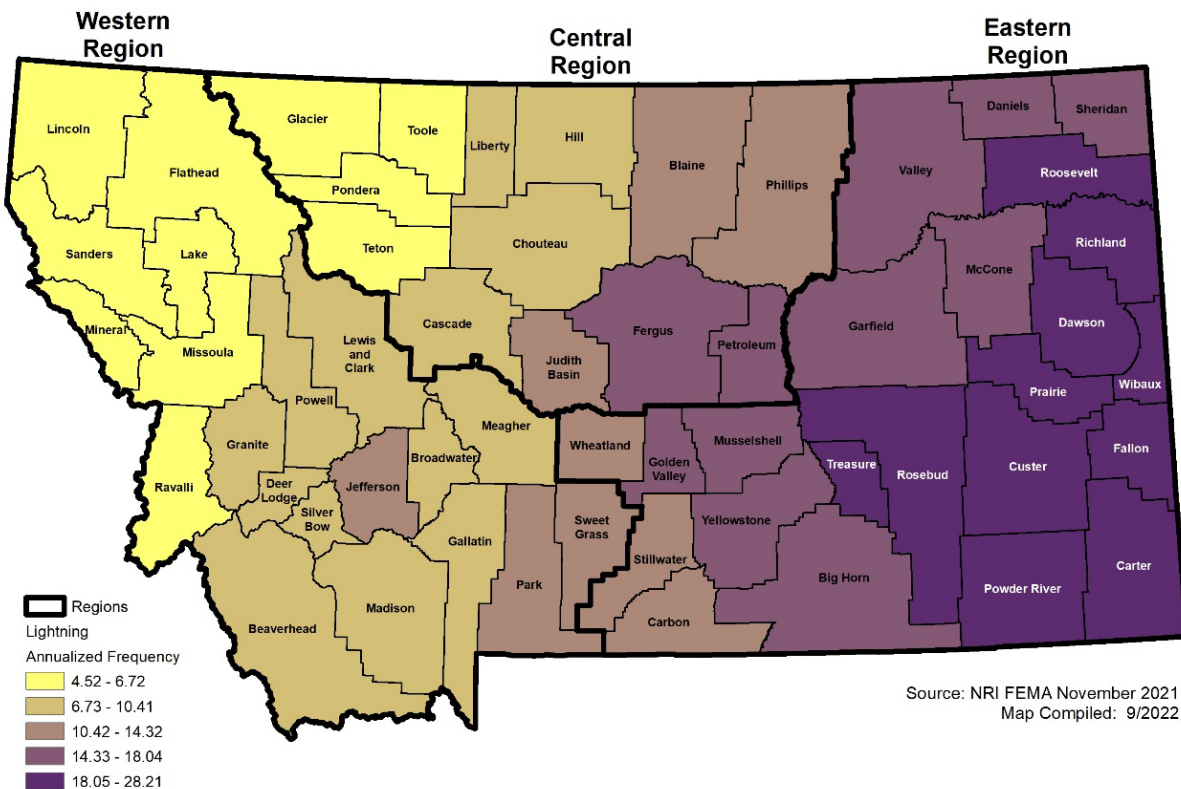 Western
Region
Central
Region
Eastern
Region
Lincoln
Flathead
Glacier
Toole
Liberty
Hill
Blaine
Phillips
Valley
Daniels
Sheridan
Roosevelt
Pondera
Teton
Chouteau
Sanders
Lake
Richland
McCone
Mineral
Missoula
Cascade
Lewis
and
Clark
Judith
Basin
Fergus
Petroleum
Garfield
Dawson
Prairie
Wibaux
Powell
Granite
Meagher
Broadwater
Wheatland
Golden
Valley
Musselshell
Treasure
Rosebud
Custer
Fallon
Ravalli
Deer
Lodge
Silver
Bow
Jefferson
Gallatin
Park
Sweet
Grass
Stillwater
Yellowstone
Big Horn
Carbon
Powder River
Carter
Beaverhead
Madison
Regions
Lightning
Annualized Frequency
4.52 - 6.72
6.73 - 10.41
10.42 - 14.32
14.33 - 18.04
18.05 - 28.21
Source: NRI FEMA November 2021
Map Compiled: 9/2022